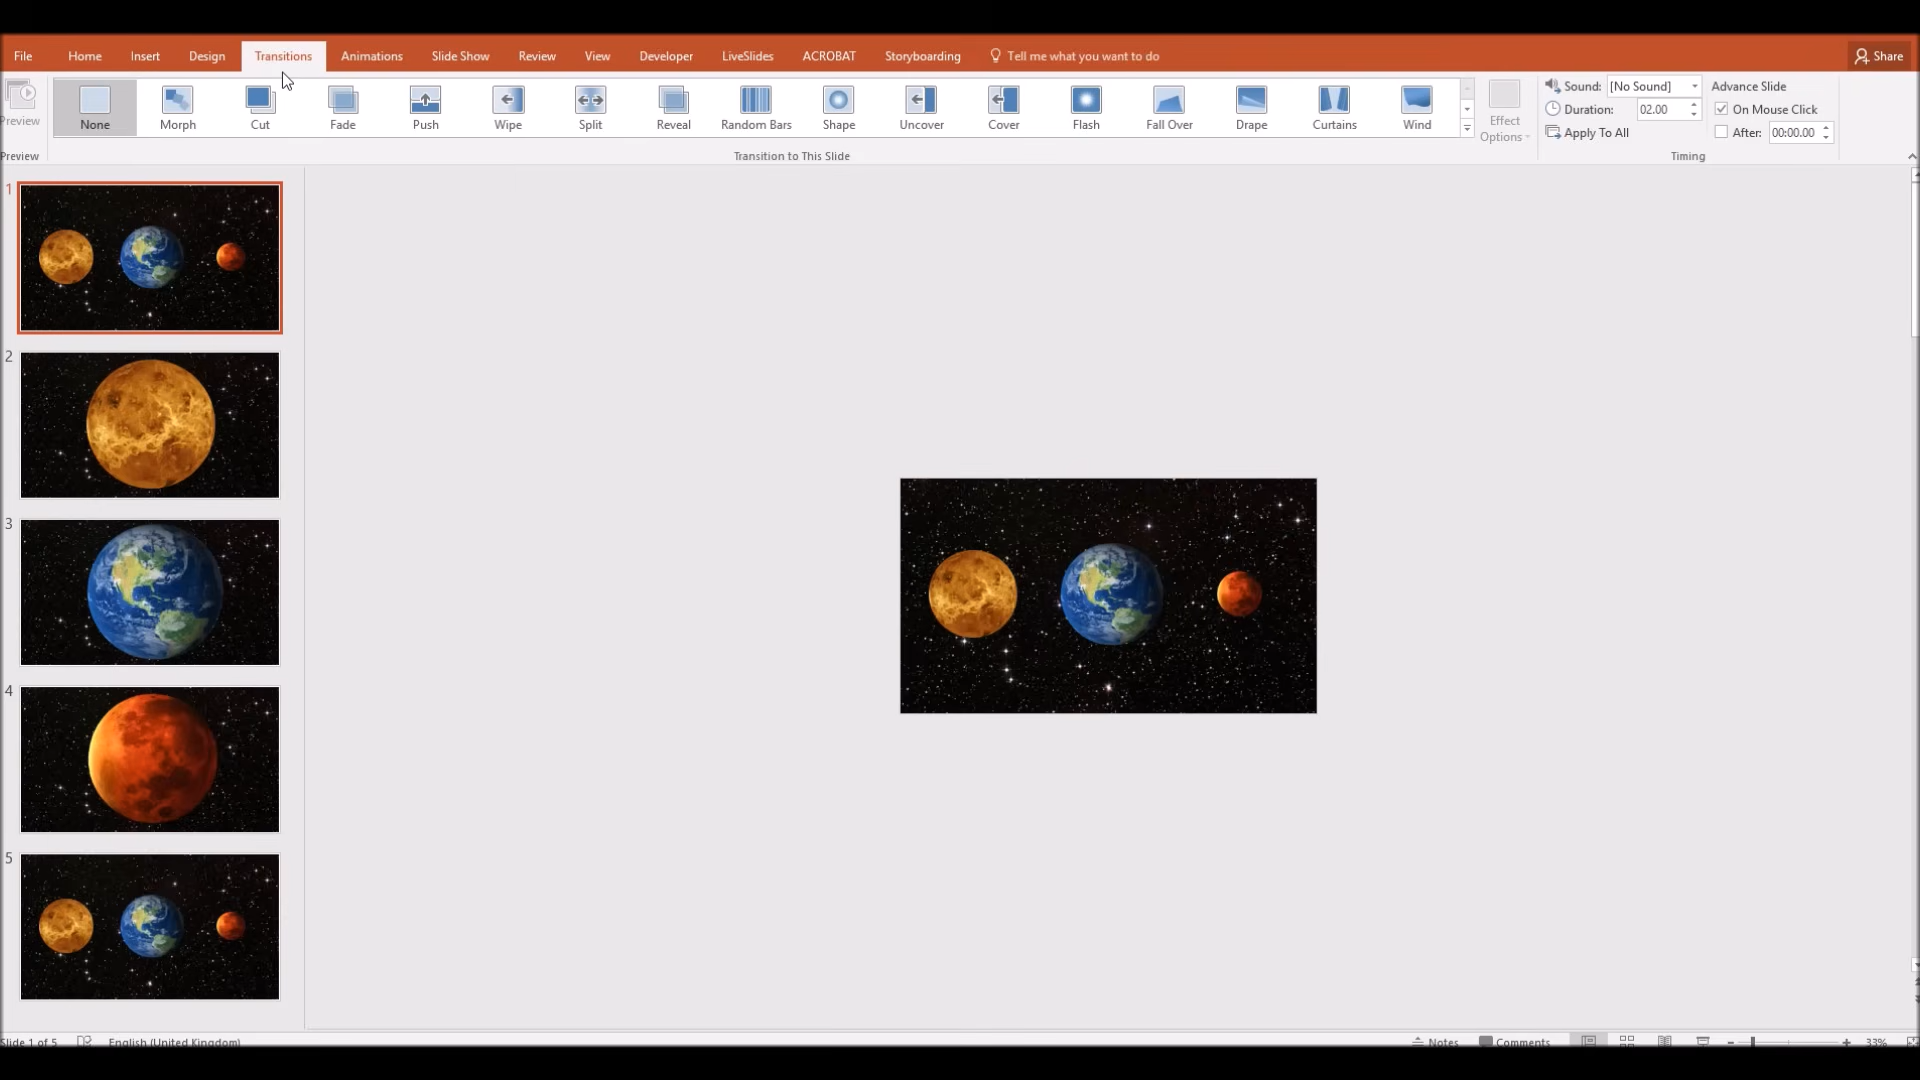 File Home Insert Design Transitions Animations Slide Show Review View Developer LiveSlides ACROBAT Storyboarding Tell me what you want to do Share
Preview None Morph Cut Fade Push Wipe Split Reveal Random Bars Shape Uncover Cover Flash Fall Over Drape Curtains Wind
Effect Options
Sound: [No Sound] Advance Slide
Duration: 02.00 On Mouse Click
Apply To All After: 00:00.00
Preview Transition to This Slide Timing
1
2
3
4
5
Slide 1 of 5 English (United Kingdom) Notes Comments 33%